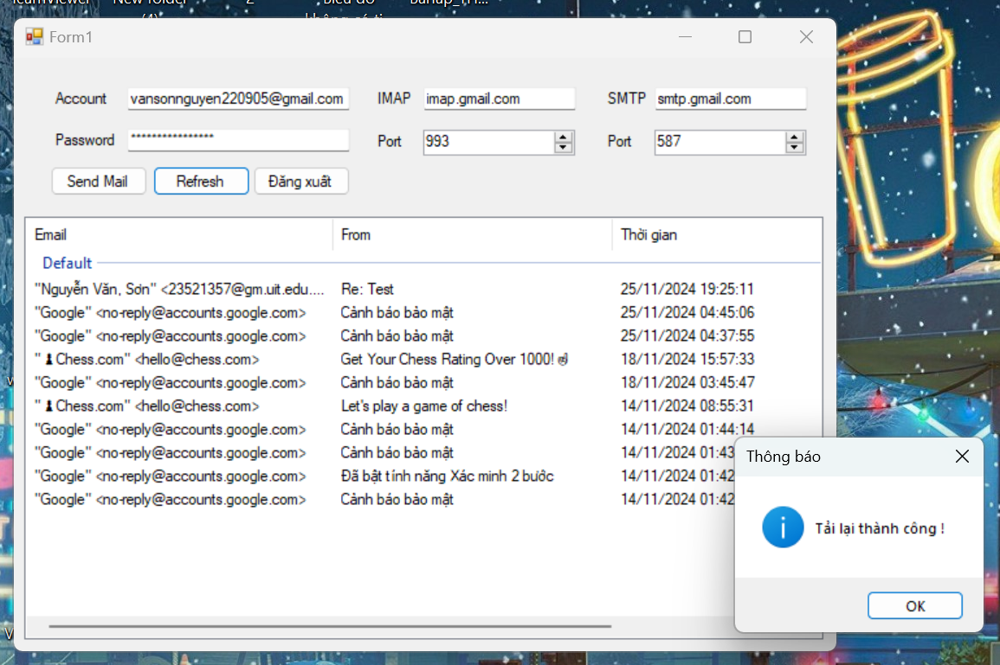 New folder
2
(4)
Form1
Account vansonnguyen220905@gmail.com IMAP imap.gmail.com SMTP smtp.gmail.com
Password **************** Port 993 Port 587
Send Mail Refresh Đăng xuất
Email From Thời gian
Default
"Nguyễn Văn, Sơn" <23521357@gm.uit.edu.... Re: Test 25/11/2024 19:25:11
"Google" <no-reply@accounts.google.com> Cảnh báo bảo mật 25/11/2024 04:45:06
"Google" <no-reply@accounts.google.com> Cảnh báo bảo mật 25/11/2024 04:37:55
"♟Chess.com" <hello@chess.com> Get Your Chess Rating Over 1000! 18/11/2024 15:57:33
"Google" <no-reply@accounts.google.com> Cảnh báo bảo mật 18/11/2024 03:45:47
"♟Chess.com" <hello@chess.com> Let's play a game of chess! 14/11/2024 08:55:31
"Google" <no-reply@accounts.google.com> Cảnh báo bảo mật 14/11/2024 01:44:14
"Google" <no-reply@accounts.google.com> Cảnh báo bảo mật 14/11/2024 01:43
"Google" <no-reply@accounts.google.com> Đã bật tính năng Xác minh 2 bước 14/11/2024 01:42
"Google" <no-reply@accounts.google.com> Cảnh báo bảo mật 14/11/2024 01:42
Thông báo
Tải lại thành công !
OK